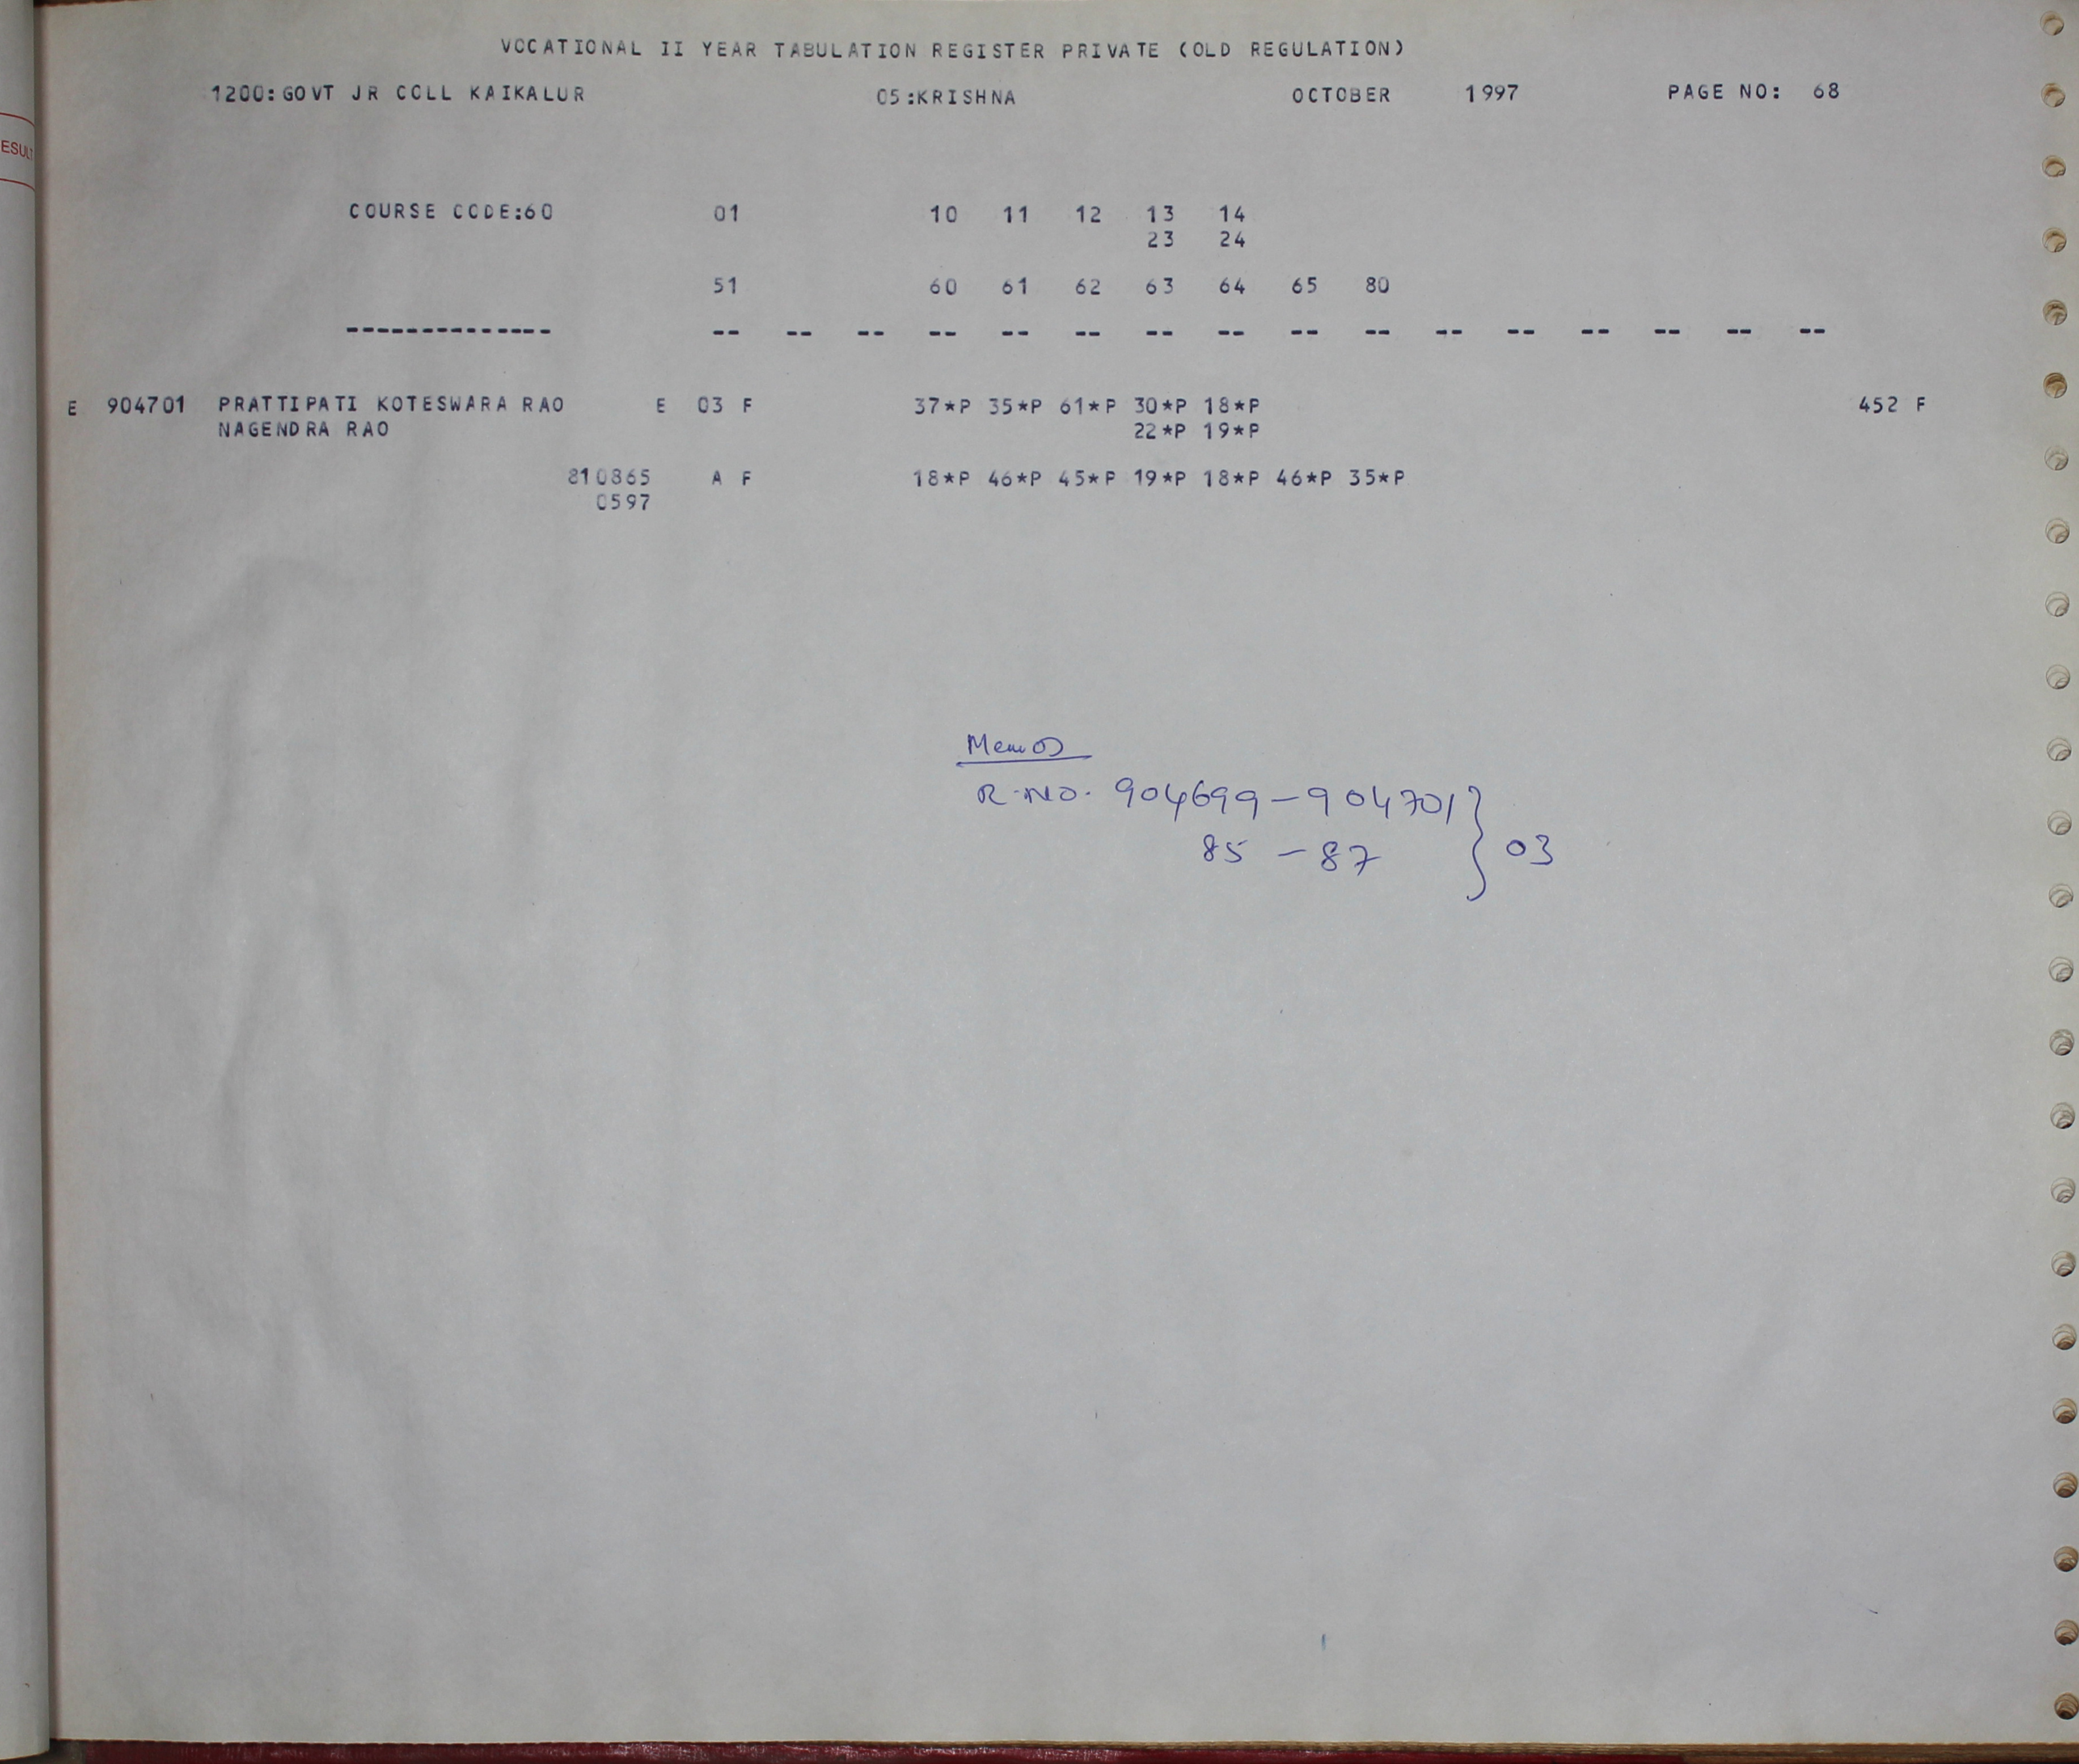 VOCATIONAL II YEAR TABULATION REGISTER PRIVATE (OLD REGULATION)
1200:GOVT JR COLL KAIKALUR 05:KRISHNA OCTOBER 1997 PAGE NO: 68
COURSE CODE:60 01 10 11 12 13 14
23 24
51 60 61 62 63 64 65 80
-------------- -- -- -- -- -- -- -- -- -- -- -- -- -- -- -- --
E 904701 PRATTIPATI KOTESWARA RAO E 03 F 37*P 35*P 61*P 30*P 18*P 452 F
NAGENDRA RAO 22*P 19*P
810865 A F 18*P 46*P 45*P 19*P 18*P 46*P 35*P
0597
Memos
R.No. 904699-904701
85 - 87 } 03